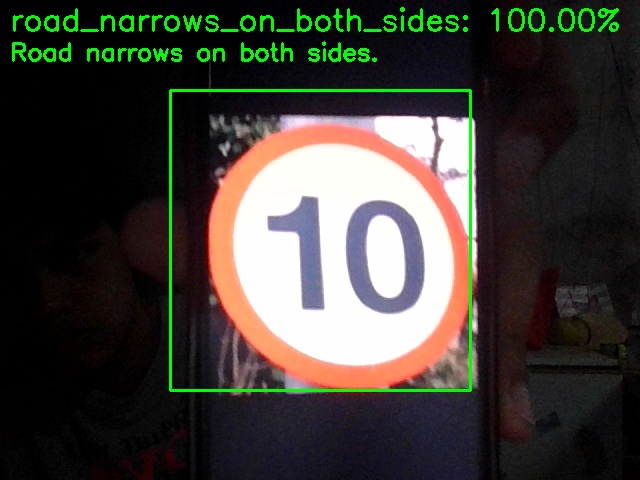 road_narrows_on_both_sides: 100.00%
Road narrows on both sides.
10